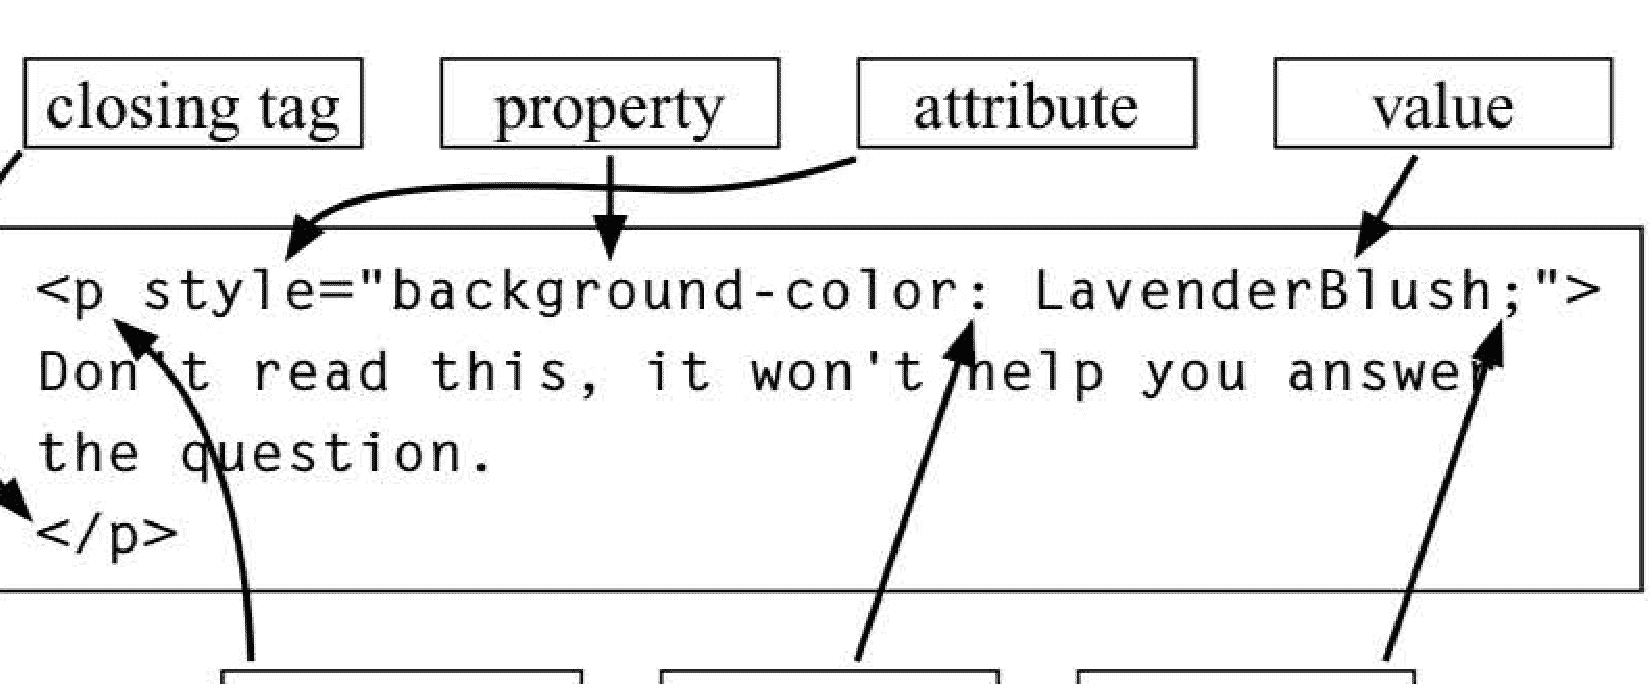 closing tag property attribute value
<p style="background-color: LavenderBlush;">
Don't read this, it won't help you answer
the question.
</p>